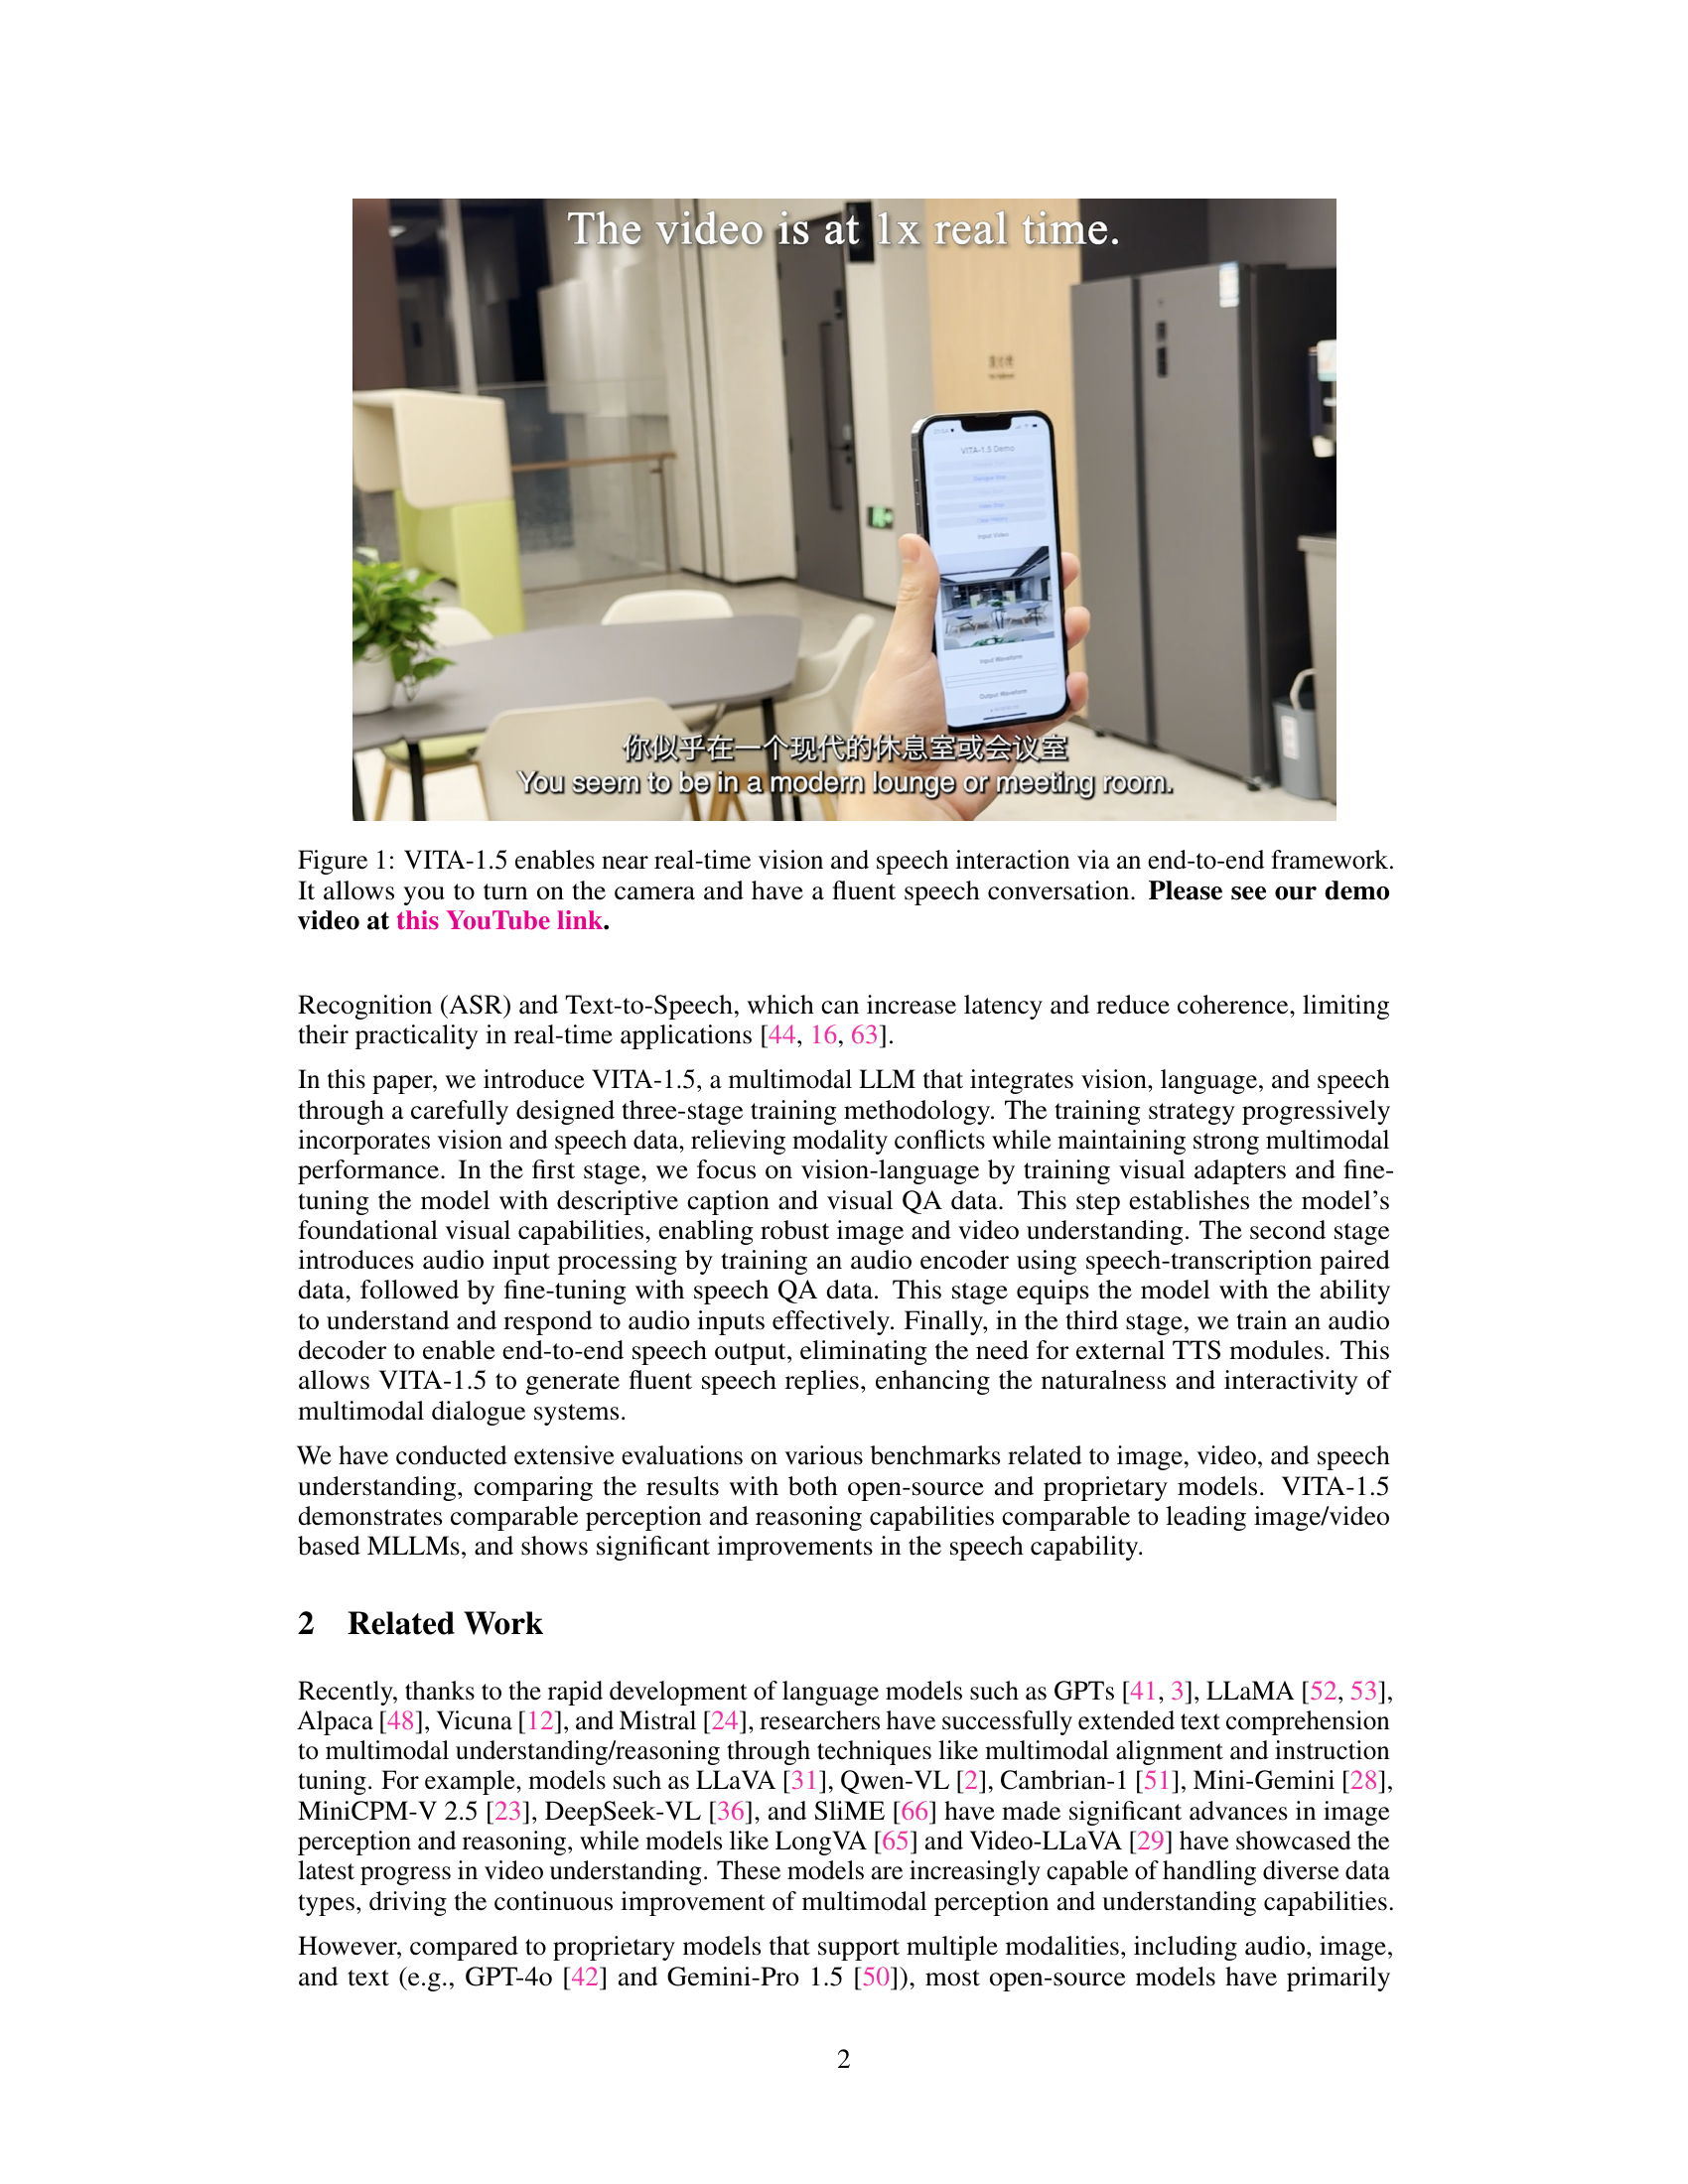 The video is at 1x real time.
VITA-1.5 Demo
Input Video
Input Waveform
Output Waveform
你似乎在一个现代的休息室或会议室
You seem to be in a modern lounge or meeting room.
Figure 1: VITA-1.5 enables near real-time vision and speech interaction via an end-to-end framework.
It allows you to turn on the camera and have a fluent speech conversation. Please see our demo
video at this YouTube link.
Recognition (ASR) and Text-to-Speech, which can increase latency and reduce coherence, limiting
their practicality in real-time applications [44, 16, 63].
In this paper, we introduce VITA-1.5, a multimodal LLM that integrates vision, language, and speech
through a carefully designed three-stage training methodology. The training strategy progressively
incorporates vision and speech data, relieving modality conflicts while maintaining strong multimodal
performance. In the first stage, we focus on vision-language by training visual adapters and fine-
tuning the model with descriptive caption and visual QA data. This step establishes the model's
foundational visual capabilities, enabling robust image and video understanding. The second stage
introduces audio input processing by training an audio encoder using speech-transcription paired
data, followed by fine-tuning with speech QA data. This stage equips the model with the ability
to understand and respond to audio inputs effectively. Finally, in the third stage, we train an audio
decoder to enable end-to-end speech output, eliminating the need for external TTS modules. This
allows VITA-1.5 to generate fluent speech replies, enhancing the naturalness and interactivity of
multimodal dialogue systems.
We have conducted extensive evaluations on various benchmarks related to image, video, and speech
understanding, comparing the results with both open-source and proprietary models. VITA-1.5
demonstrates comparable perception and reasoning capabilities comparable to leading image/video
based MLLMs, and shows significant improvements in the speech capability.
2 Related Work
Recently, thanks to the rapid development of language models such as GPTs [41, 3], LLaMA [52, 53],
Alpaca [48], Vicuna [12], and Mistral [24], researchers have successfully extended text comprehension
to multimodal understanding/reasoning through techniques like multimodal alignment and instruction
tuning. For example, models such as LLaVA [31], Qwen-VL [2], Cambrian-1 [51], Mini-Gemini [28],
MiniCPM-V 2.5 [23], DeepSeek-VL [36], and SliME [66] have made significant advances in image
perception and reasoning, while models like LongVA [65] and Video-LLaVA [29] have showcased the
latest progress in video understanding. These models are increasingly capable of handling diverse data
types, driving the continuous improvement of multimodal perception and understanding capabilities.
However, compared to proprietary models that support multiple modalities, including audio, image,
and text (e.g., GPT-4o [42] and Gemini-Pro 1.5 [50]), most open-source models have primarily
2